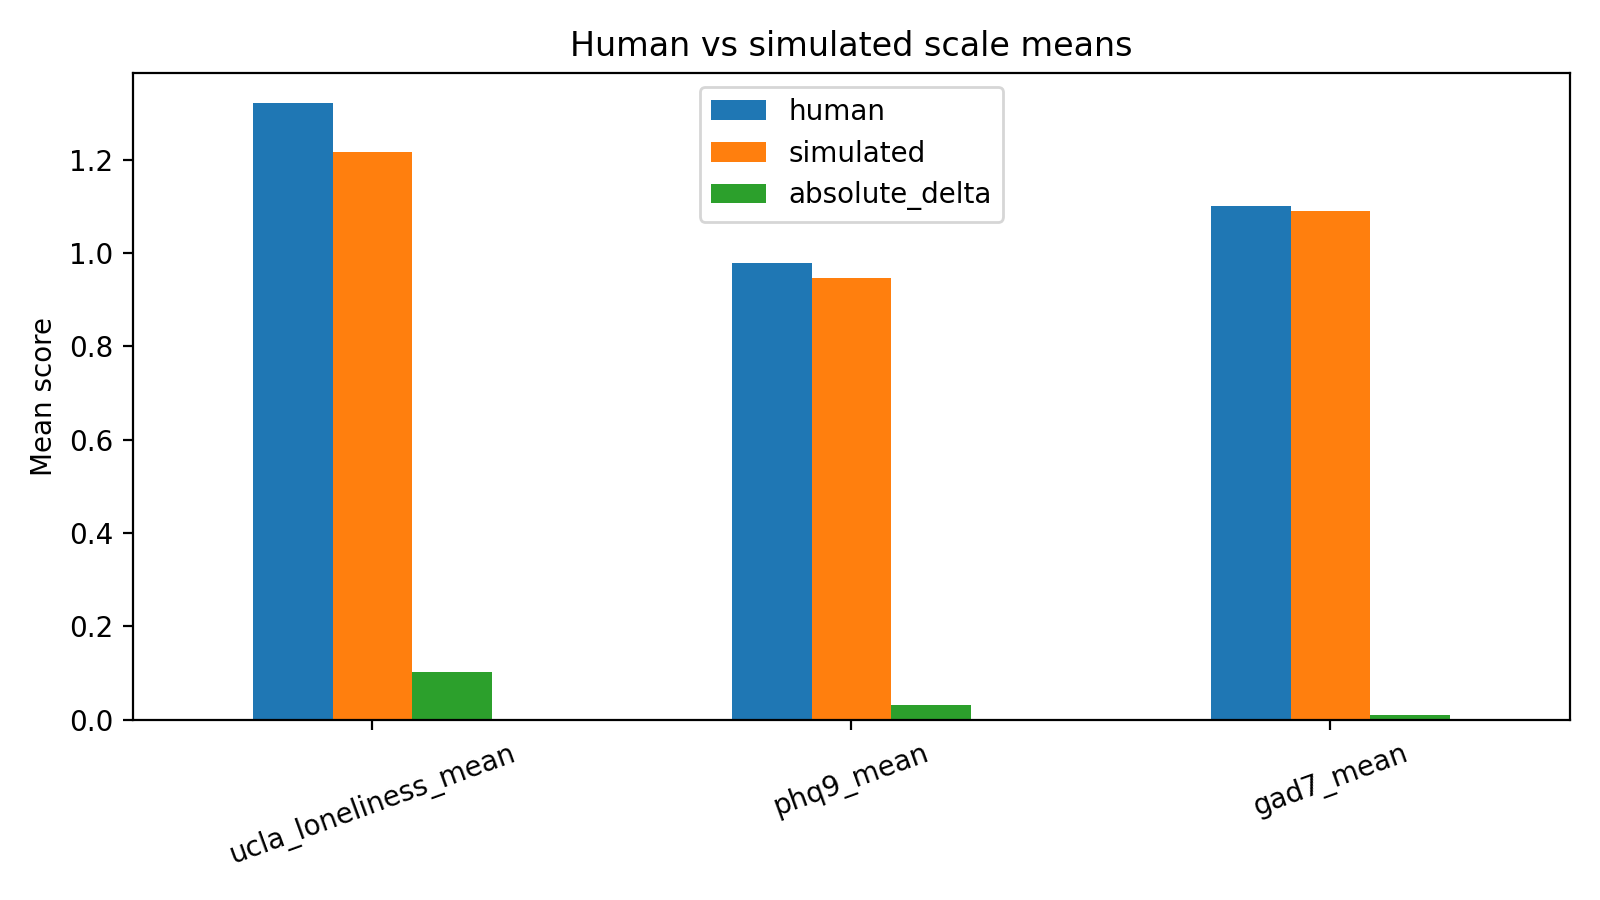 Human vs simulated scale means
human
simulated
absolute_delta
Mean score
1.2
1.0
0.8
0.6
0.4
0.2
0.0
ucla_loneliness_mean
phq9_mean
gad7_mean